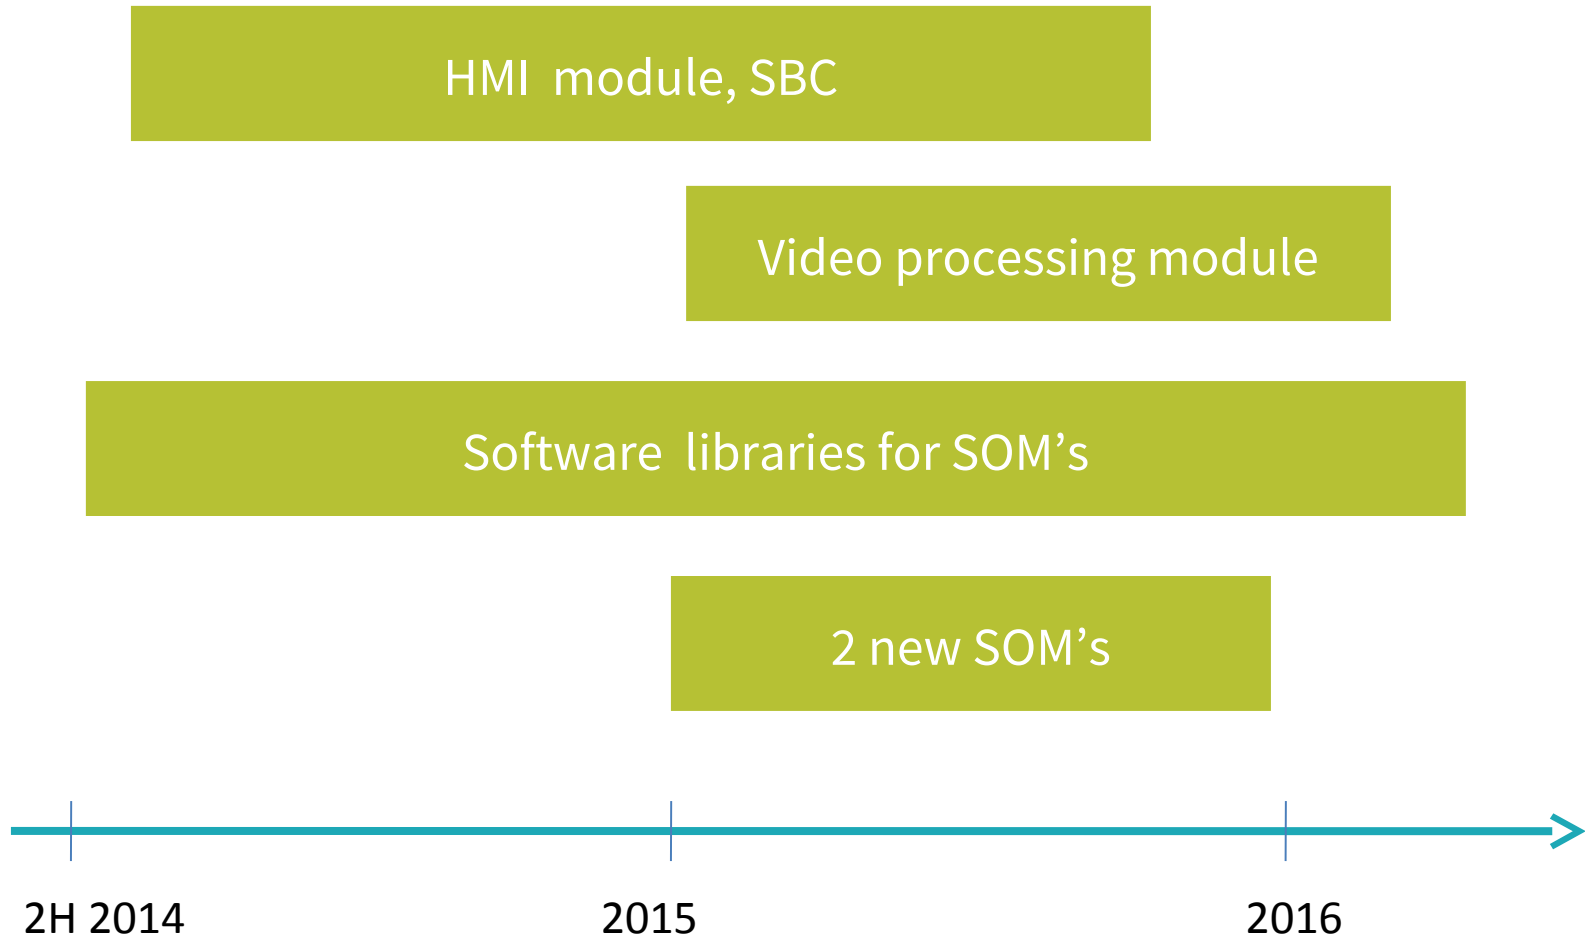 HMI  module, SBC
Video processing module
Software  libraries for SOM’s
2 new SOM’s
2H 2014
2015
2016